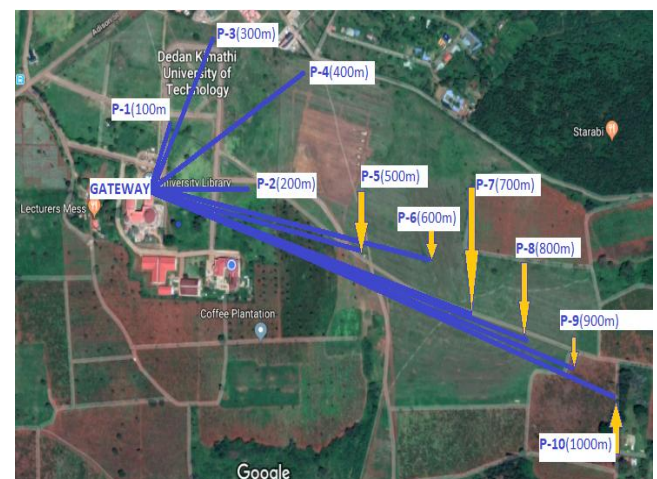 P-3(300m)
Dedan Kimathi
University of
Technology
P-4(400m)
P-1(100m
Starabi
GATEWAY
University Library
P-2(200m)
P-5(500m)
P-7(700m)
Lecturers Mess
P-6(600m)
P-8(800m)
Coffee Plantation
P-9(900m)
P-10(1000m)
Google